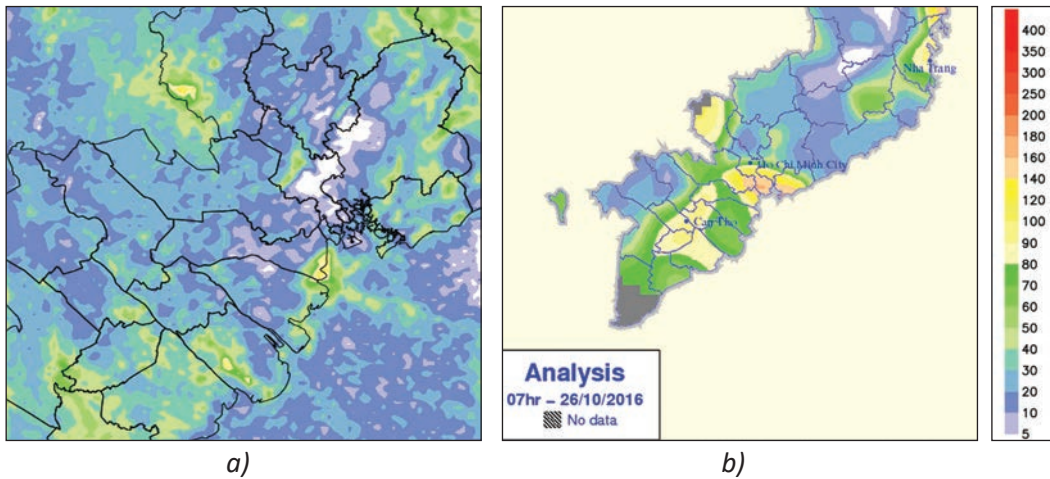 Nha Trang
Ho Chi Minh City
Can Tho
Analysis
07hr – 26/10/2016
No data
400
350
300
250
200
180
160
140
120
100
90
80
70
60
50
40
30
20
10
5
a)
b)